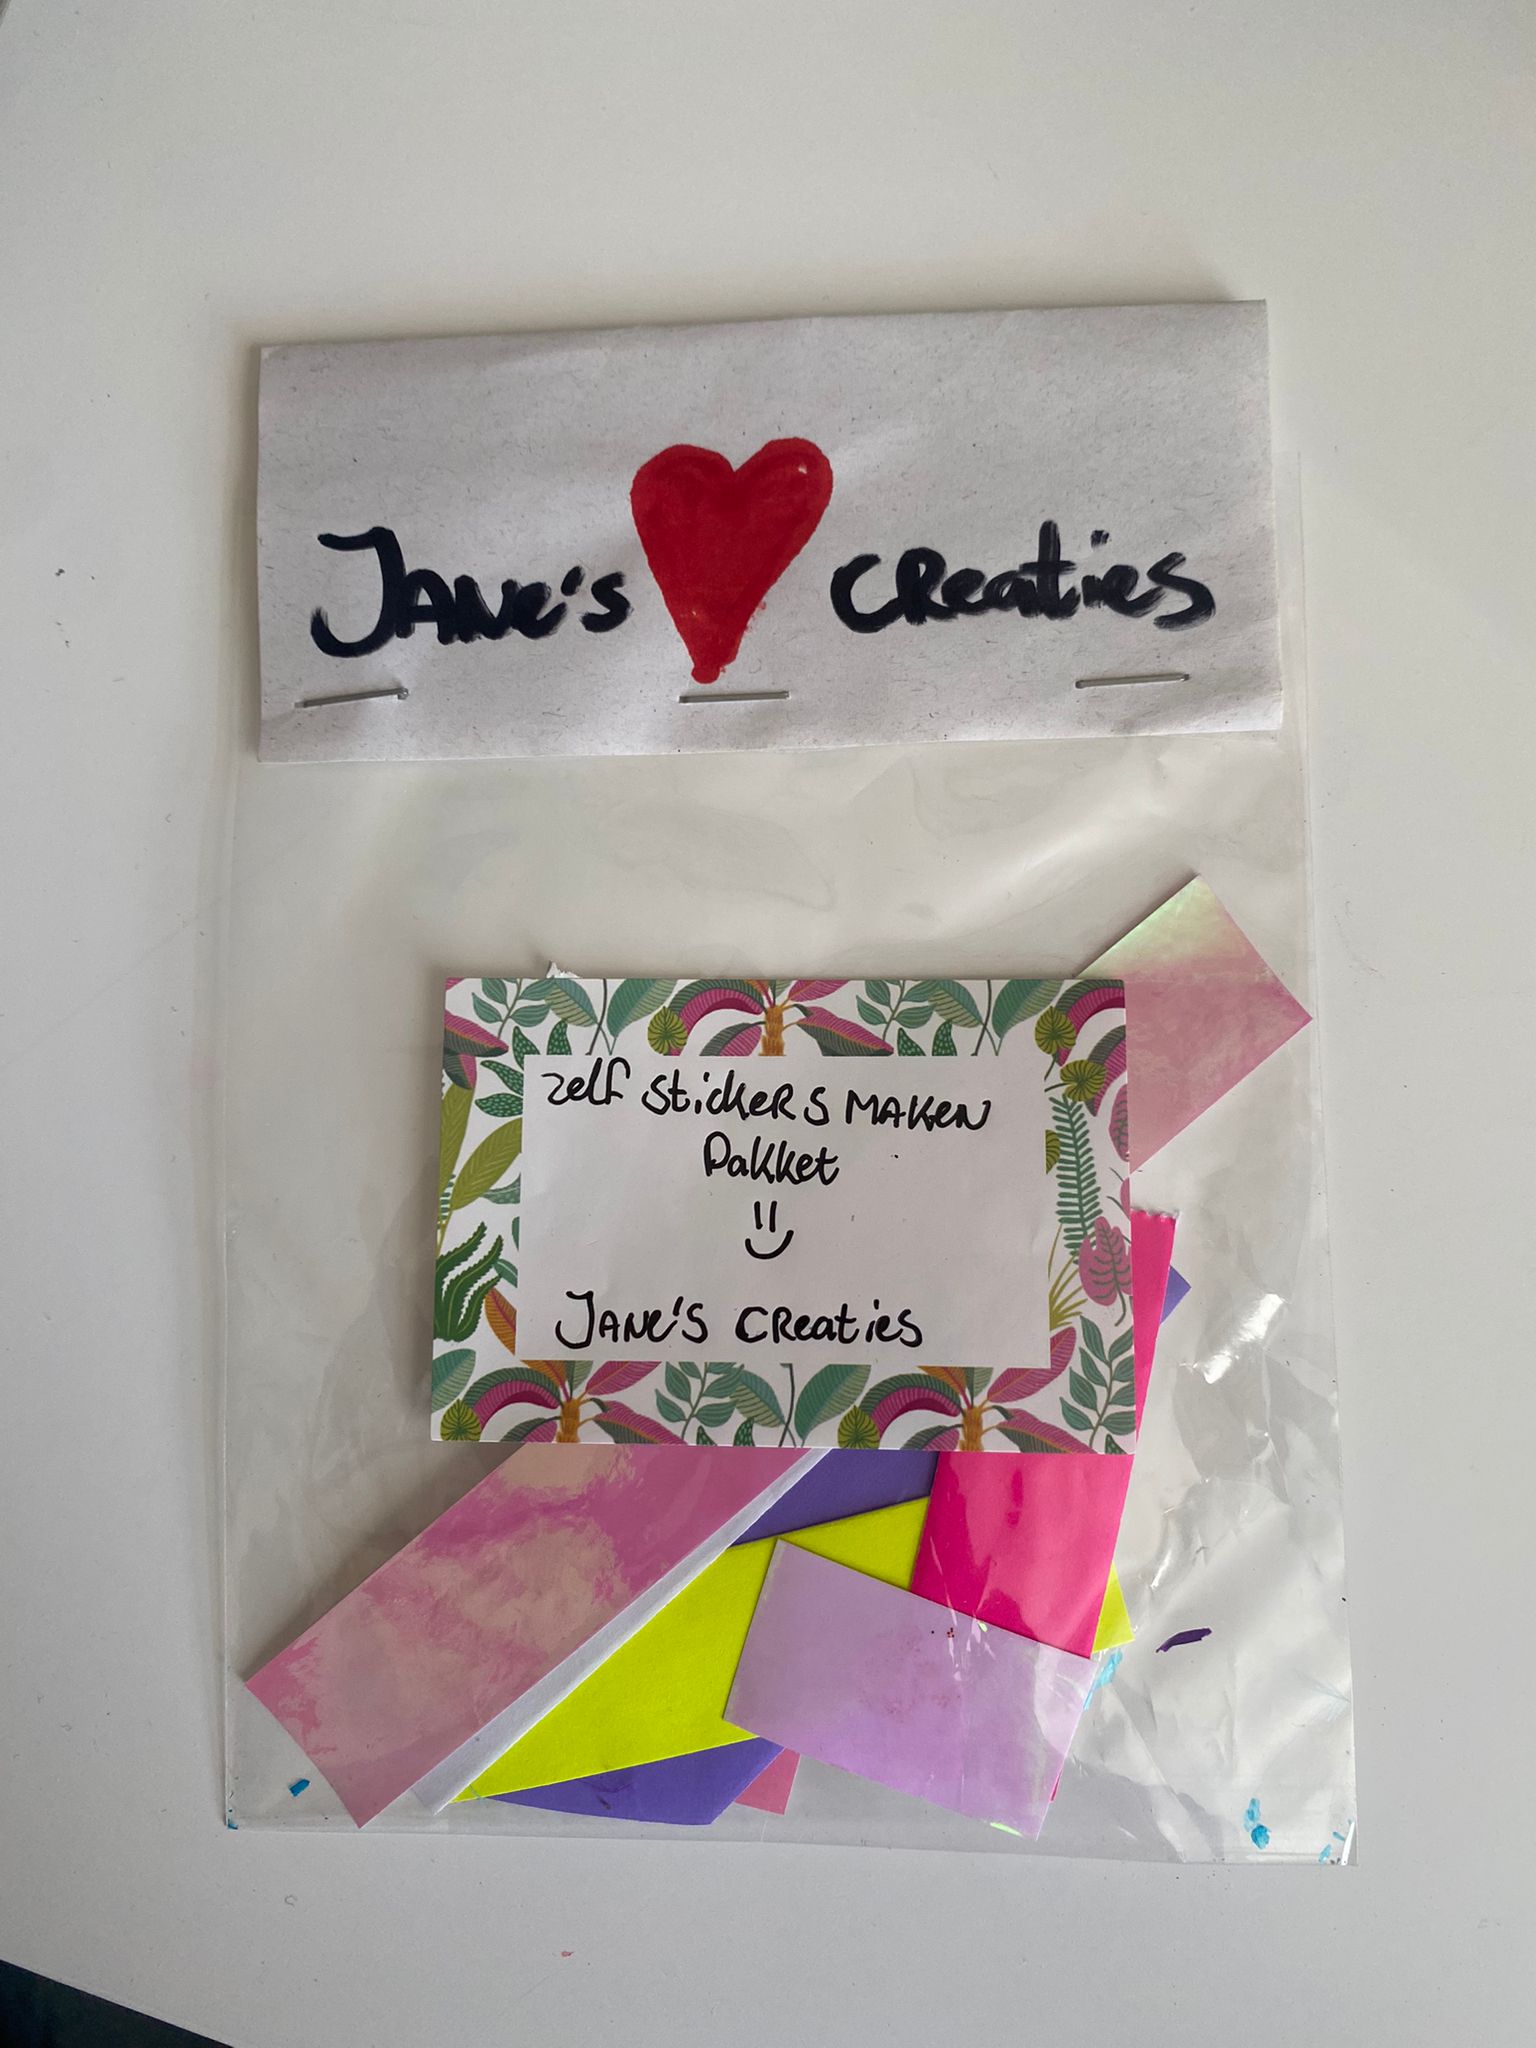 JANe's CReaties
zelf stickeRs MAKeN
Pakket
JANe's CReaties